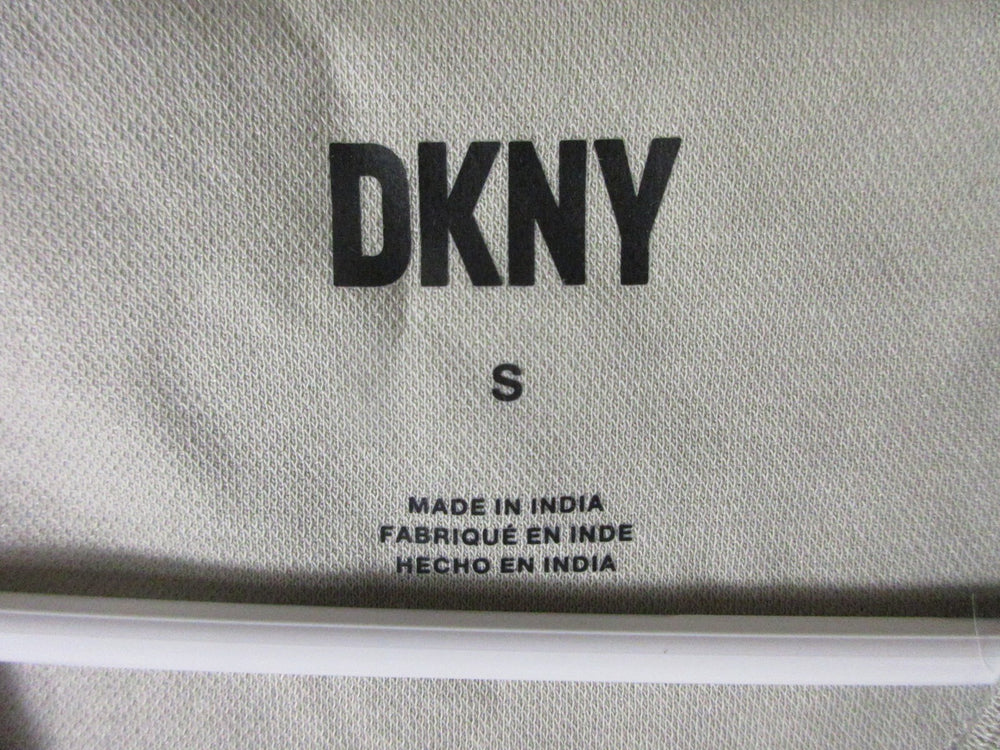 DKNY
S
MADE IN INDIA
FABRIQUÉ EN INDE
HECHO EN INDIA